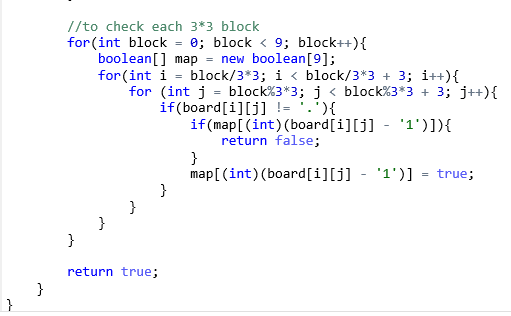 //to check each 3*3 block
for(int block = 0; block < 9; block++){
boolean[] map = new boolean[9];
for(int i = block/3*3; i < block/3*3 + 3; i++){
for (int j = block%3*3; j < block%3*3 + 3; j++){
if(board[i][j] != '.'){
if(map[(int)(board[i][j] - '1')]){
return false;
}
map[(int)(board[i][j] - '1')] = true;
}
}
}
}
return true;
}
}